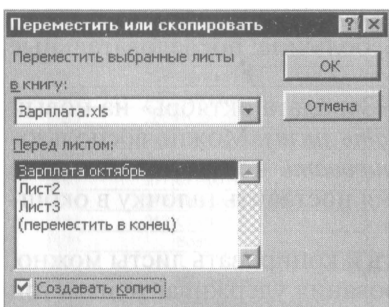 Переместить или скопировать
Переместить выбранные листы
в книгу:
Зарплата.xls
Перед листом:
Зарплата октябрь
Лист2
Лист3
(переместить в конец)
Создавать копию
ОК
Отмена